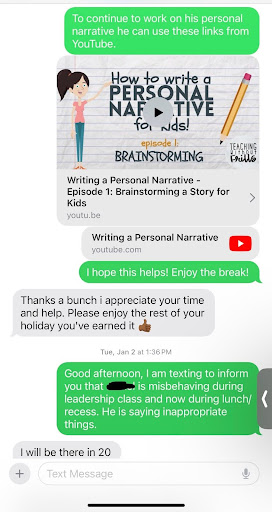 To continue to work on his personal
narrative he can use these links from
YouTube.
How to write a
PERSONAL
NARRATIVE
for kids!
episode 1:
BRAINSTORMING
TEACHING
WITHOUT
FRILLS
Writing a Personal Narrative -
Episode 1: Brainstorming a Story for
Kids
youtu.be
Writing a Personal Narrative
youtube.com
I hope this helps! Enjoy the break!
Thanks a bunch i appreciate your time
and help. Please enjoy the rest of your
holiday you've earned it 👍🏾
Tue, Jan 2 at 1:36 PM
Good afternoon, I am texting to inform
you that is misbehaving during
leadership class and now during lunch/
recess. He is saying inappropriate
things.
I will be there in 20
Text Message